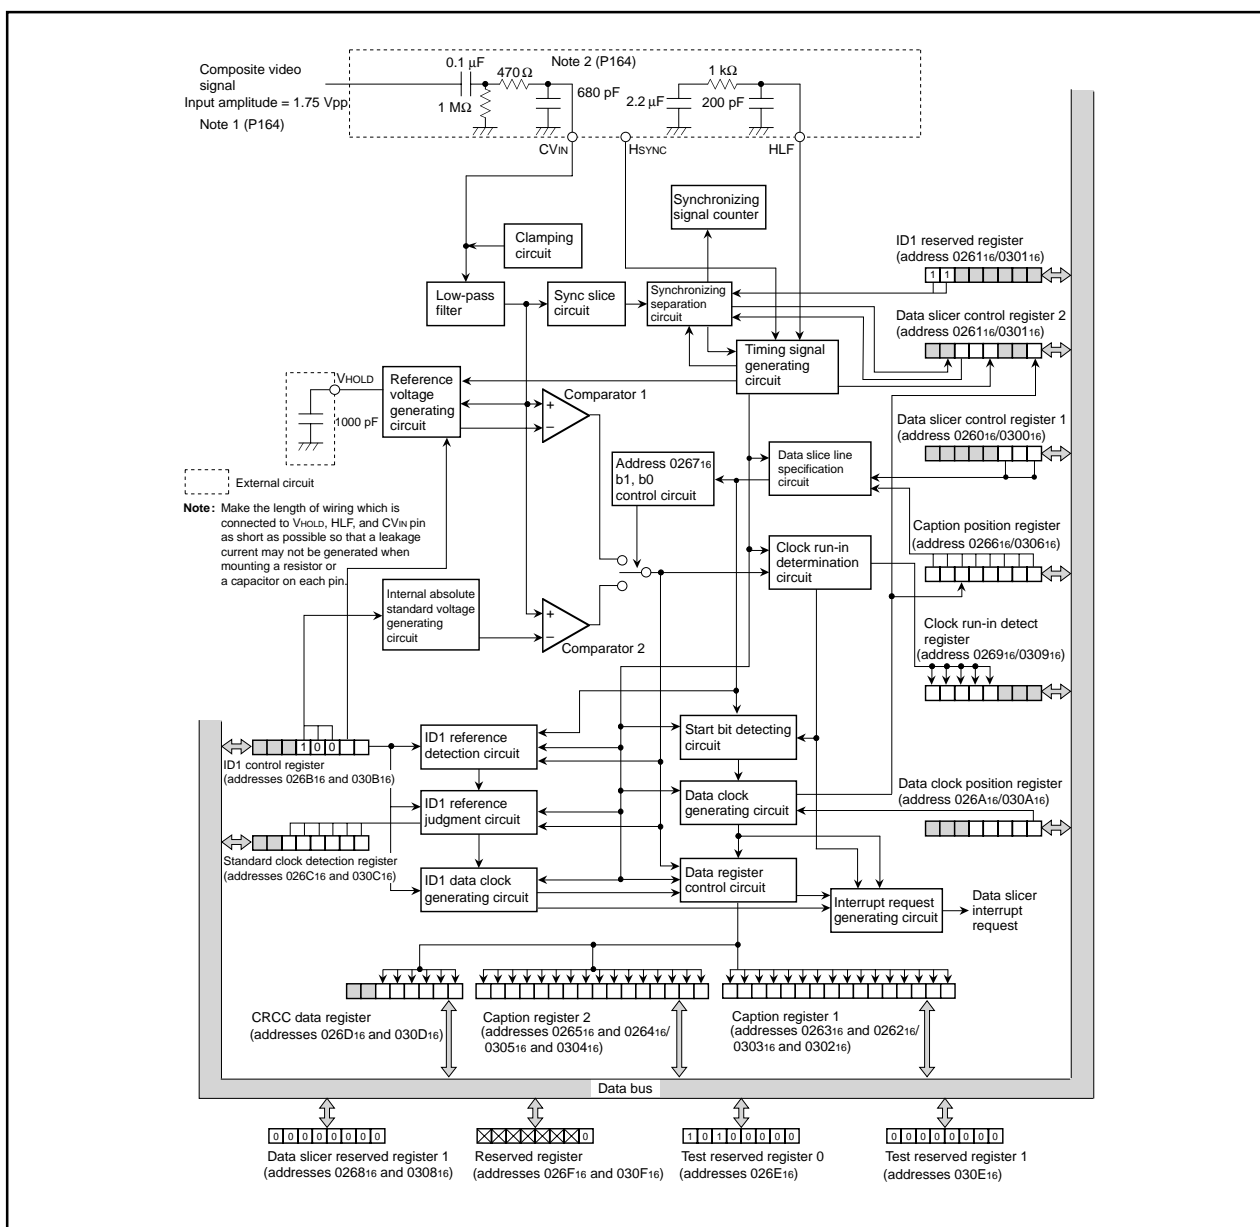 Composite video
signal
Input amplitude = 1.75 Vpp
Note 1 (P164)
0.1 μF
470Ω
1 MΩ
680 pF
Note 2 (P164)
1 kΩ
2.2 μF
200 pF
CVIN
HSYNC
HLF
Synchronizing
signal counter
Clamping
circuit
Low-pass
filter
Sync slice
circuit
Synchronizing
separation
circuit
Timing signal
generating
circuit
ID1 reserved register
(address 026116/030116)
1 1
Data slicer control register 2
(address 026116/030116)
VHOLD
1000 pF
Reference
voltage
generating
circuit
Comparator 1
+
−
Data slicer control register 1
(address 026016/030016)
Address 026716
b1, b0
control circuit
Data slice line
specification
circuit
External circuit
Note: Make the length of wiring which is
connected to VHOLD, HLF, and CVIN pin
as short as possible so that a leakage
current may not be generated when
mounting a resistor or
a capacitor on each pin.
Caption position register
(address 026616/030616)
Clock run-in
determination
circuit
Internal absolute
standard voltage
generating
circuit
+
−
Comparator 2
Clock run-in detect
register
(address 026916/030916)
1 0 0
ID1 control register
(addresses 026B16 and 030B16)
ID1 reference
detection circuit
Start bit detecting
circuit
Data clock position register
(address 026A16/030A16)
ID1 reference
judgment circuit
Data clock
generating circuit
Standard clock detection register
(addresses 026C16 and 030C16)
ID1 data clock
generating circuit
Data register
control circuit
Interrupt request
generating circuit
Data slicer
interrupt
request
CRCC data register
(addresses 026D16 and 030D16)
Caption register 2
(addresses 026516 and 026416/
030516 and 030416)
Caption register 1
(addresses 026316 and 026216/
030316 and 030216)
Data bus
0 0 0 0 0 0 0 0
Data slicer reserved register 1
(addresses 026816 and 030816)
0
Reserved register
(addresses 026F16 and 030F16)
1 0 1 0 0 0 0 0
Test reserved register 0
(addresses 026E16)
0 0 0 0 0 0 0 0
Test reserved register 1
(addresses 030E16)